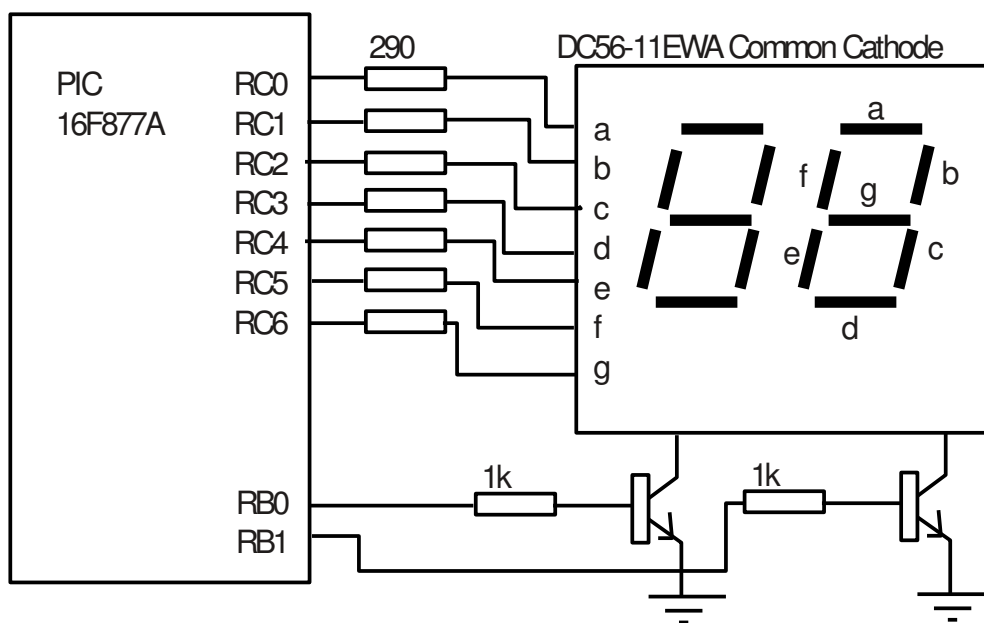 290
DC56-11EWA Common Cathode
PIC
16F877A
RC0
RC1
RC2
RC3
RC4
RC5
RC6
a
b
c
d
e
f
g
a
f
b
g
e
c
d
RB0
RB1
1k
1k